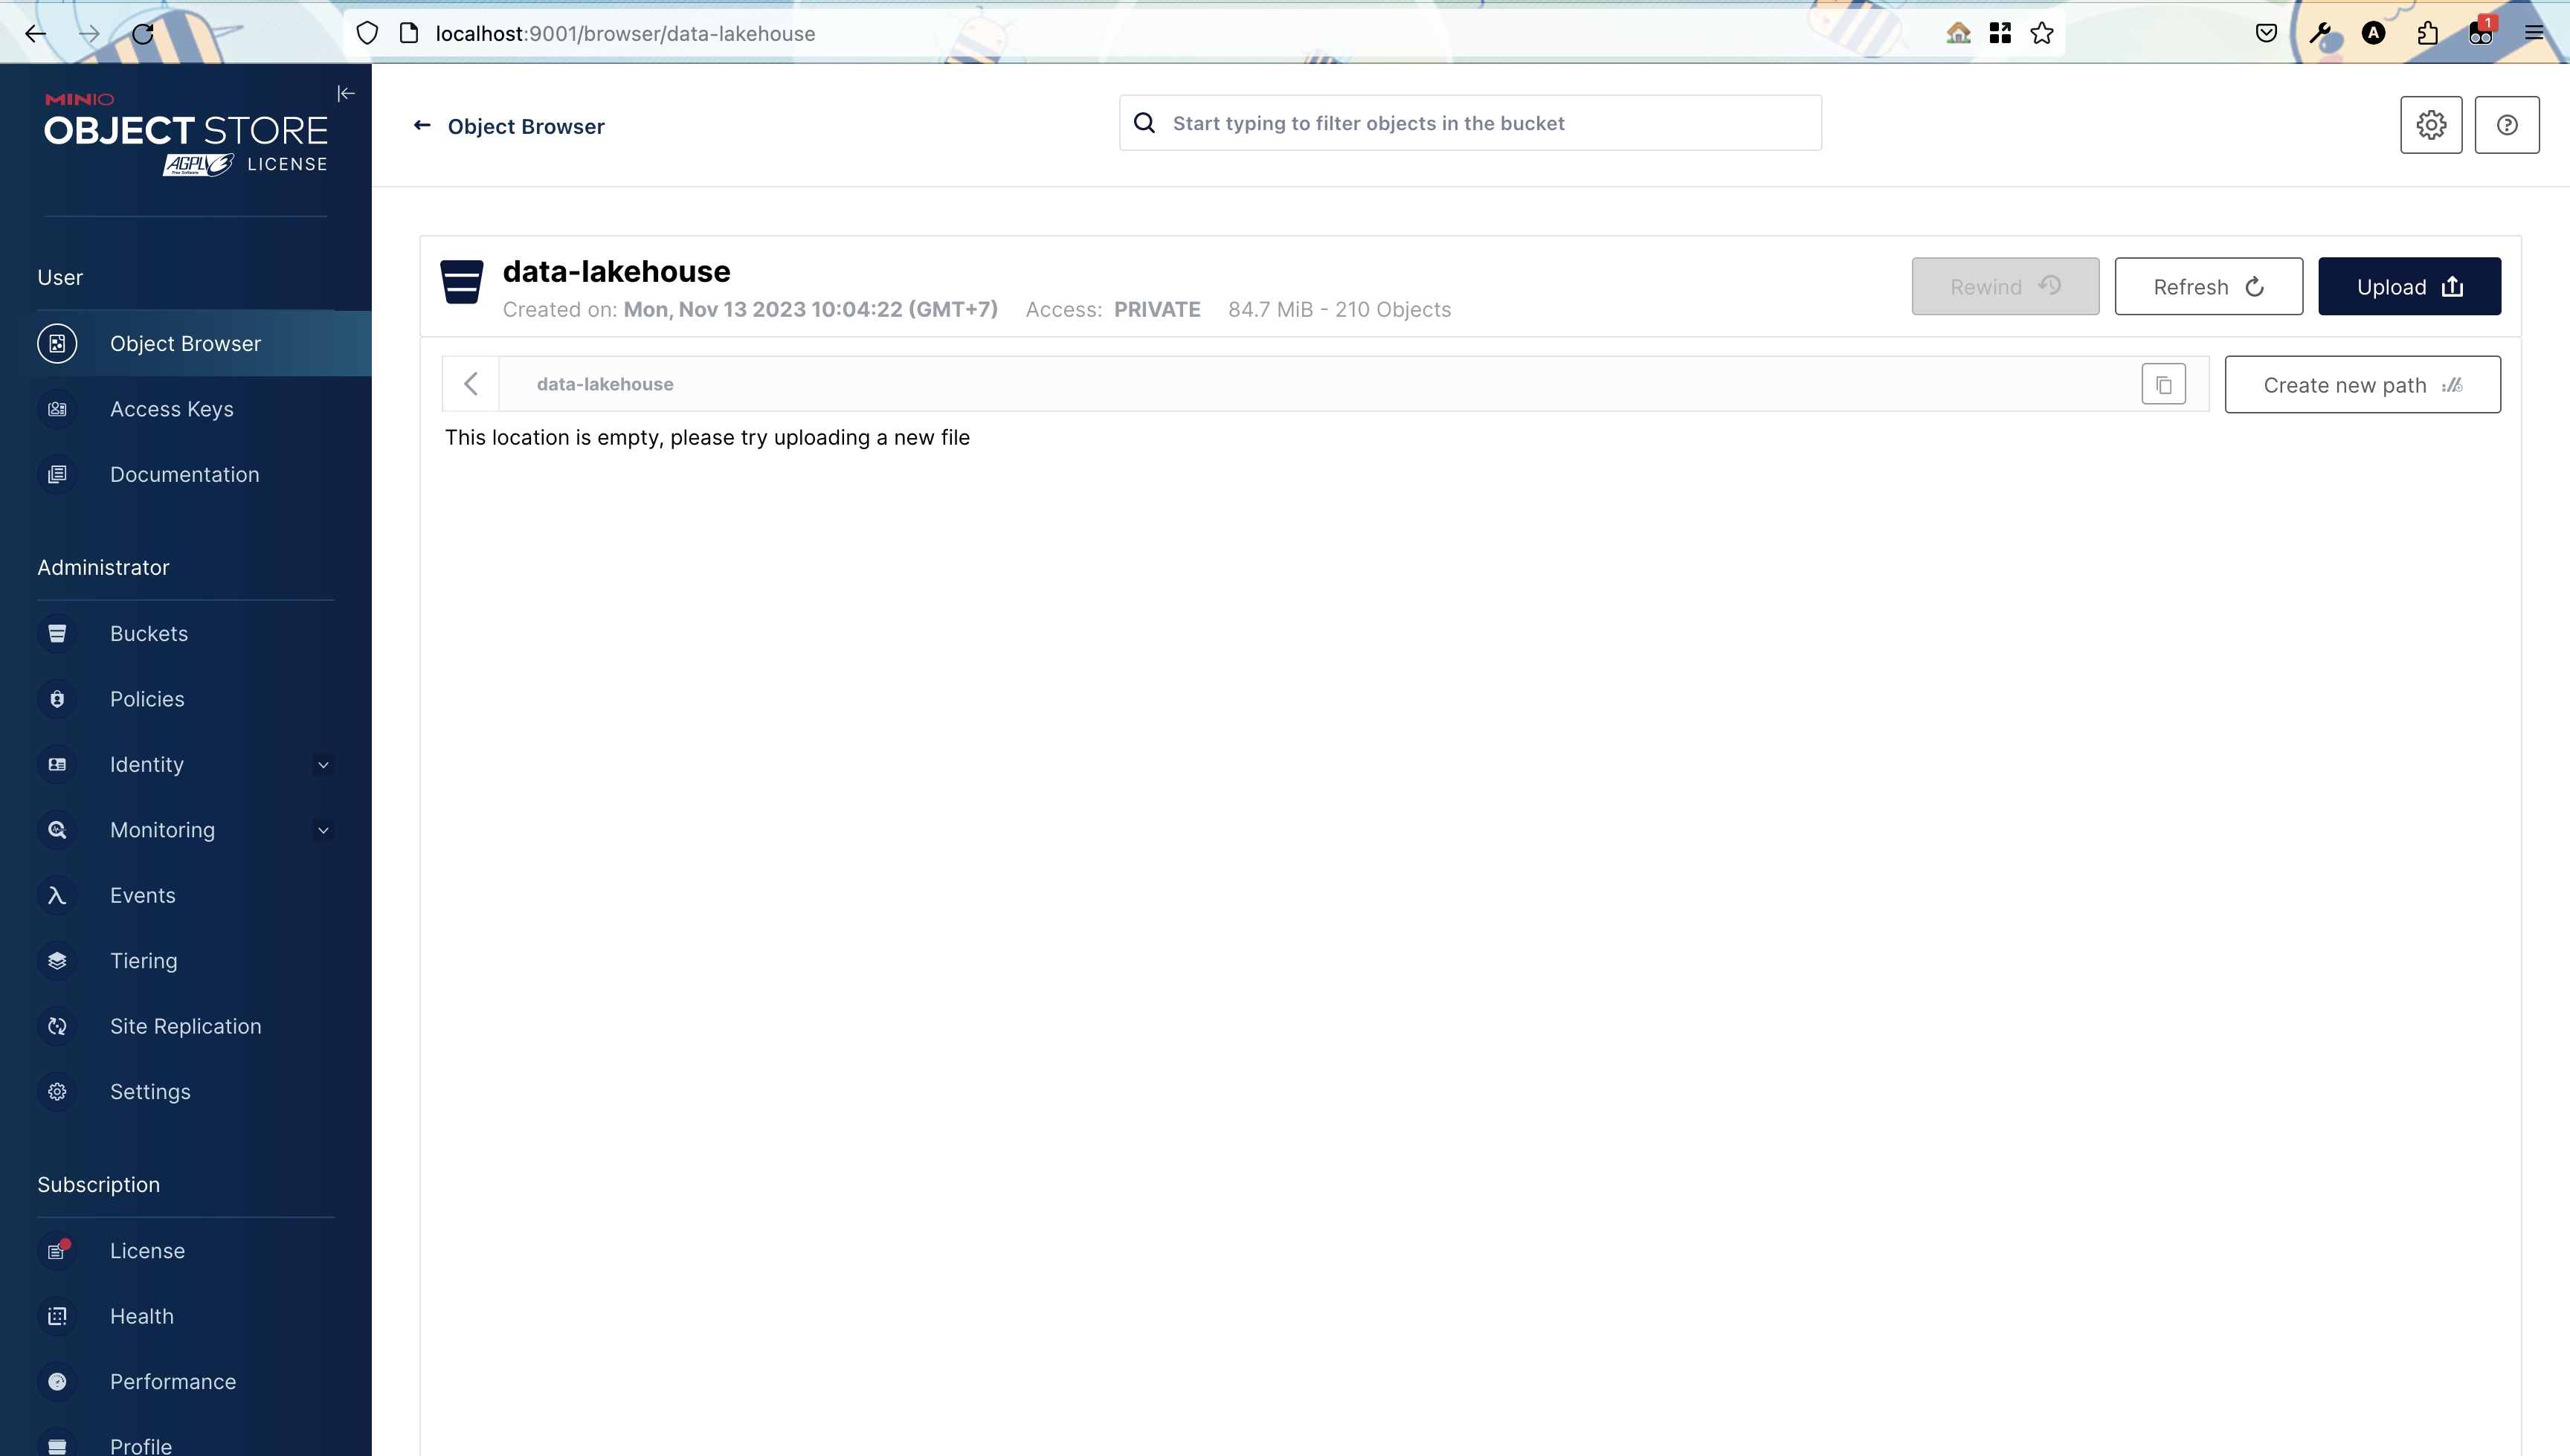 localhost:9001/browser/data-lakehouse
A
1
MINIO
OBJECT STORE
AGPLv3 LICENSE
Free Software
Object Browser
Start typing to filter objects in the bucket
User
Object Browser
Access Keys
Documentation
Administrator
Buckets
Policies
Identity
Monitoring
Events
Tiering
Site Replication
Settings
Subscription
License
Health
Performance
Profile
data-lakehouse
Created on: Mon, Nov 13 2023 10:04:22 (GMT+7) Access: PRIVATE 84.7 MiB - 210 Objects
Rewind
Refresh
Upload
data-lakehouse
Create new path
This location is empty, please try uploading a new file